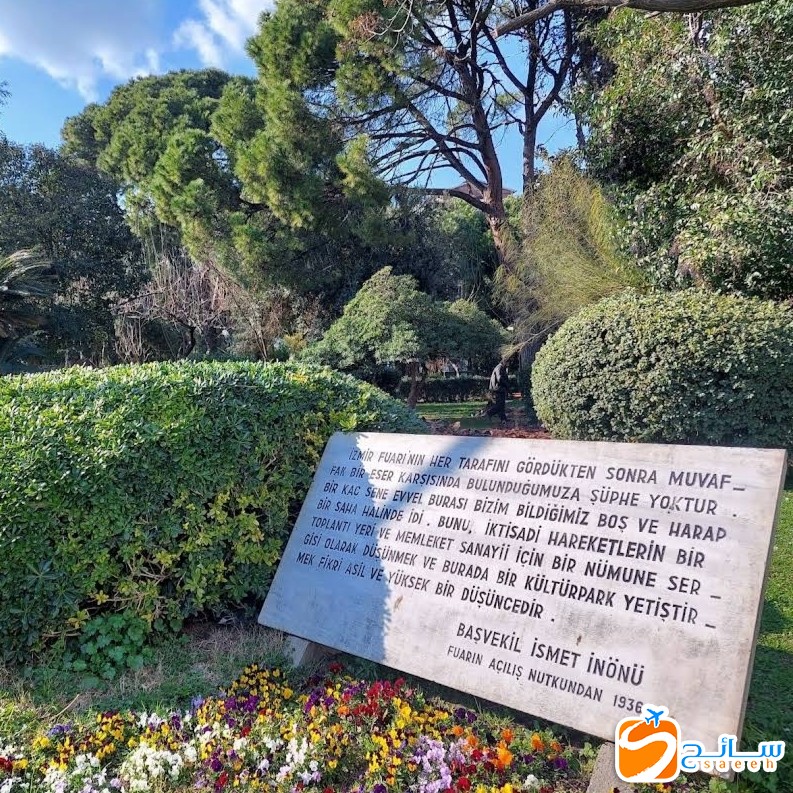 İZMİR FUARI'NIN HER TARAFINI GÖRDÜKTEN SONRA MUVAF_
FAK BİR ESER KARŞISINDA BULUNDUĞUMUZA ŞÜPHE YOKTUR .
BİR KAÇ SENE EVVEL BURASI BİZİM BİLDİĞİMİZ BOŞ VE HARAP
BİR SAHA HALİNDE İDİ . BUNU, İKTİSADİ HAREKETLERİN BİR
TOPLANTI YERİ VE MEMLEKET SANAYİİ İÇİN BİR NÜMUNE SER _
GİSİ OLARAK DÜŞÜNMEK VE BURADA BİR KÜLTÜRPARK YETİŞTİR_
MEK FİKRİ ASİL VE YÜKSEK BİR DÜŞÜNCEDİR .
BAŞVEKİL İSMET İNÖNÜ
FUARIN AÇILIŞ NUTKUNDAN 1936
سائح
saeeh